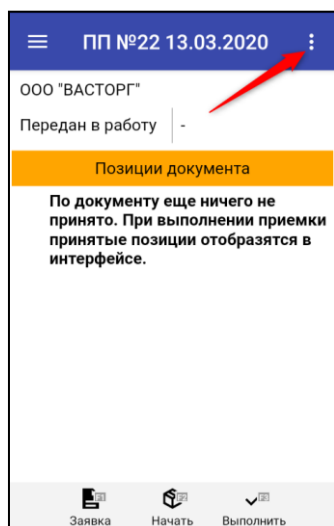 ПП №22 13.03.2020
ООО "ВАСТОРГ"
Передан в работу -
Позиции документа
По документу еще ничего не
принято. При выполнении приемки
принятые позиции отобразятся в
интерфейсе.
Заявка Начать Выполнить